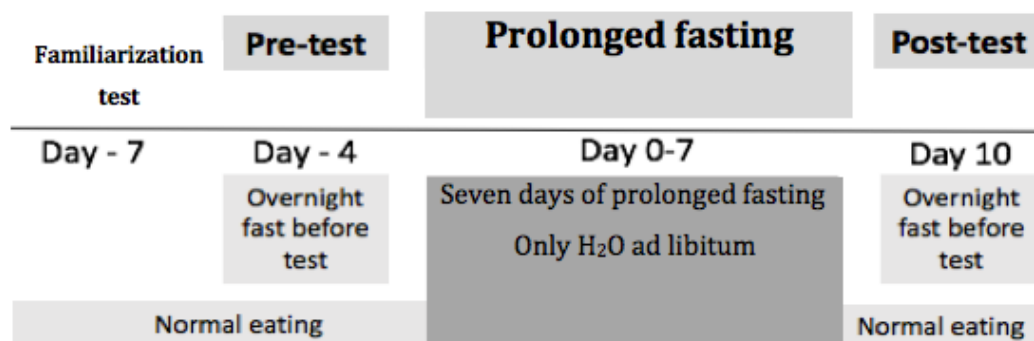 Familiarization
test
Pre-test
Prolonged fasting
Post-test
Day - 7
Day - 4
Day 0-7
Day 10
Overnight
fast before
test
Seven days of prolonged fasting
Only H₂O ad libitum
Overnight
fast before
test
Normal eating
Normal eating